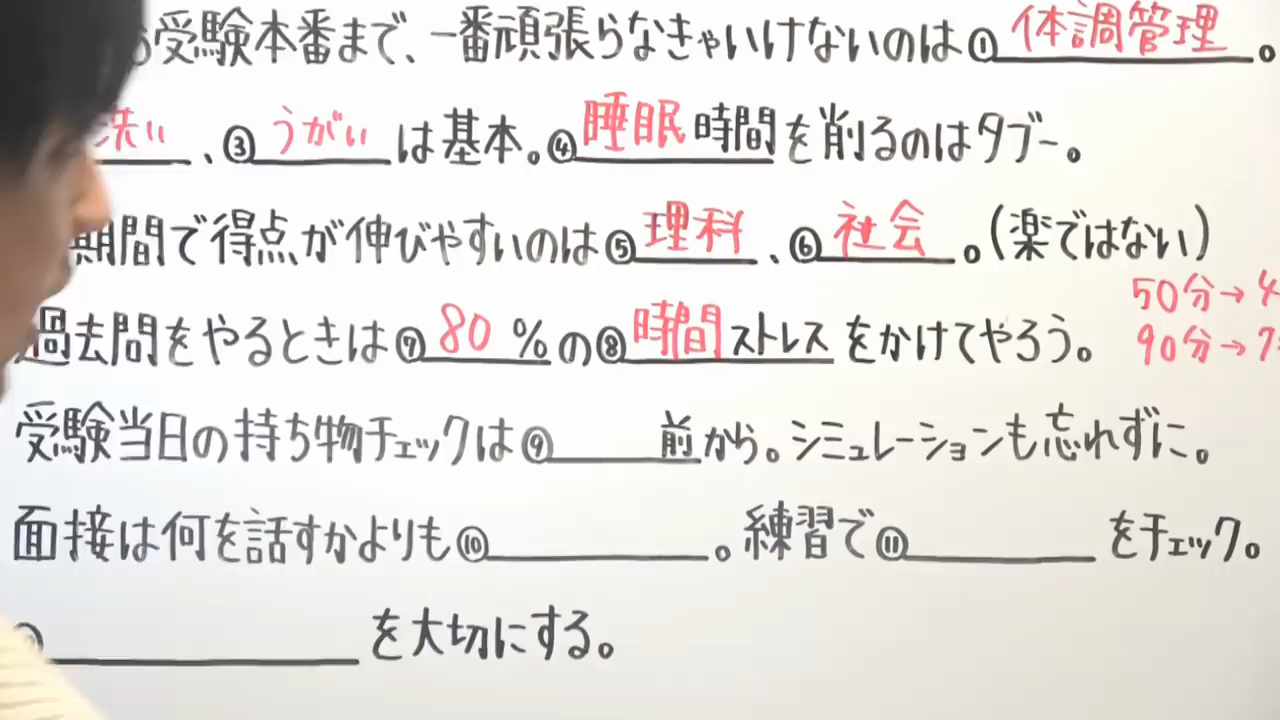 受験本番まで、一番頑張らなきゃいけないのは①体調管理。
洗い、③うがいは基本。④睡眠時間を削るのはタブー。
期間で得点が伸びやすいのは⑤理科、⑥社会。(楽ではない)
50分→4
過去問をやるときは⑦80%の⑧時間ストレスをかけてやろう。
90分→7
受験当日の持ち物チェックは⑨前から。シミュレーションも忘れずに。
面接は何を話すかよりも⑩。練習で⑪をチェック。
を大切にする。